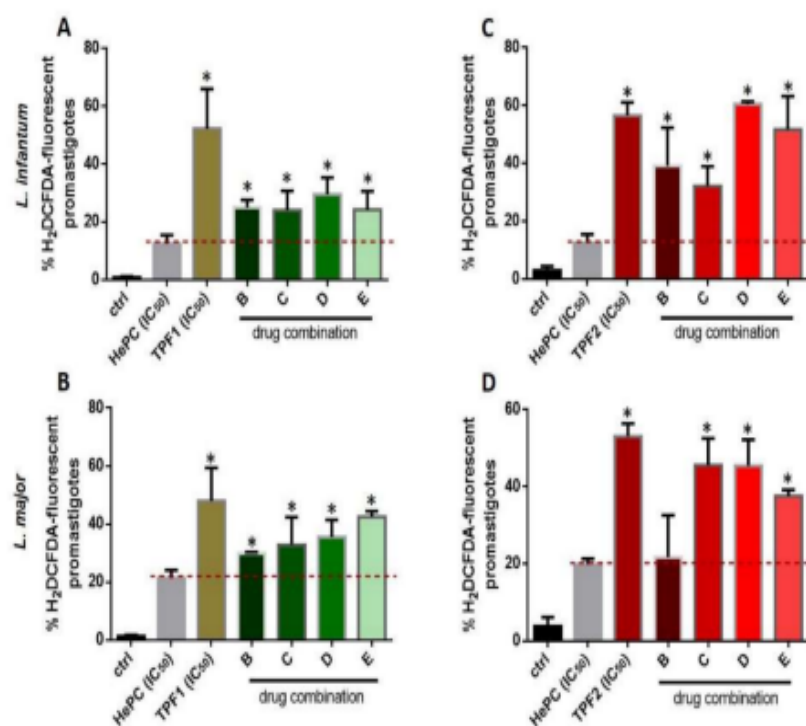 A
L. infantum
% H₂DCFDA-fluorescent
promastigotes
80
60
40
20
0
*
*
*
*
*
ctrl
HePC (IC₅₀)
TPF1 (IC₅₀)
B
C
D
E
drug combination
C
% H₂DCFDA-fluorescent
promastigotes
80
60
40
20
0
*
*
*
*
*
ctrl
HePC (IC₅₀)
TPF2 (IC₅₀)
B
C
D
E
drug combination
B
L. major
% H₂DCFDA-fluorescent
promastigotes
80
60
40
20
0
*
*
*
*
*
ctrl
HePC (IC₅₀)
TPF1 (IC₅₀)
B
C
D
E
drug combination
D
% H₂DCFDA-fluorescent
promastigotes
60
40
20
0
*
*
*
*
ctrl
HePC (IC₅₀)
TPF2 (IC₅₀)
B
C
D
E
drug combination